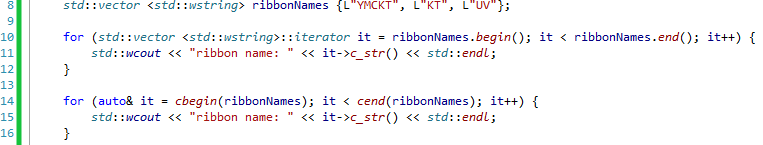 8 std::vector <std::wstring> ribbonNames {L"YMCKT", L"KT", L"UV"};
9
10 for (std::vector <std::wstring>::iterator it = ribbonNames.begin(); it < ribbonNames.end(); it++) {
11 std::wcout << "ribbon name: " << it->c_str() << std::endl;
12 }
13
14 for (auto& it = cbegin(ribbonNames); it < cend(ribbonNames); it++) {
15 std::wcout << "ribbon name: " << it->c_str() << std::endl;
16 }